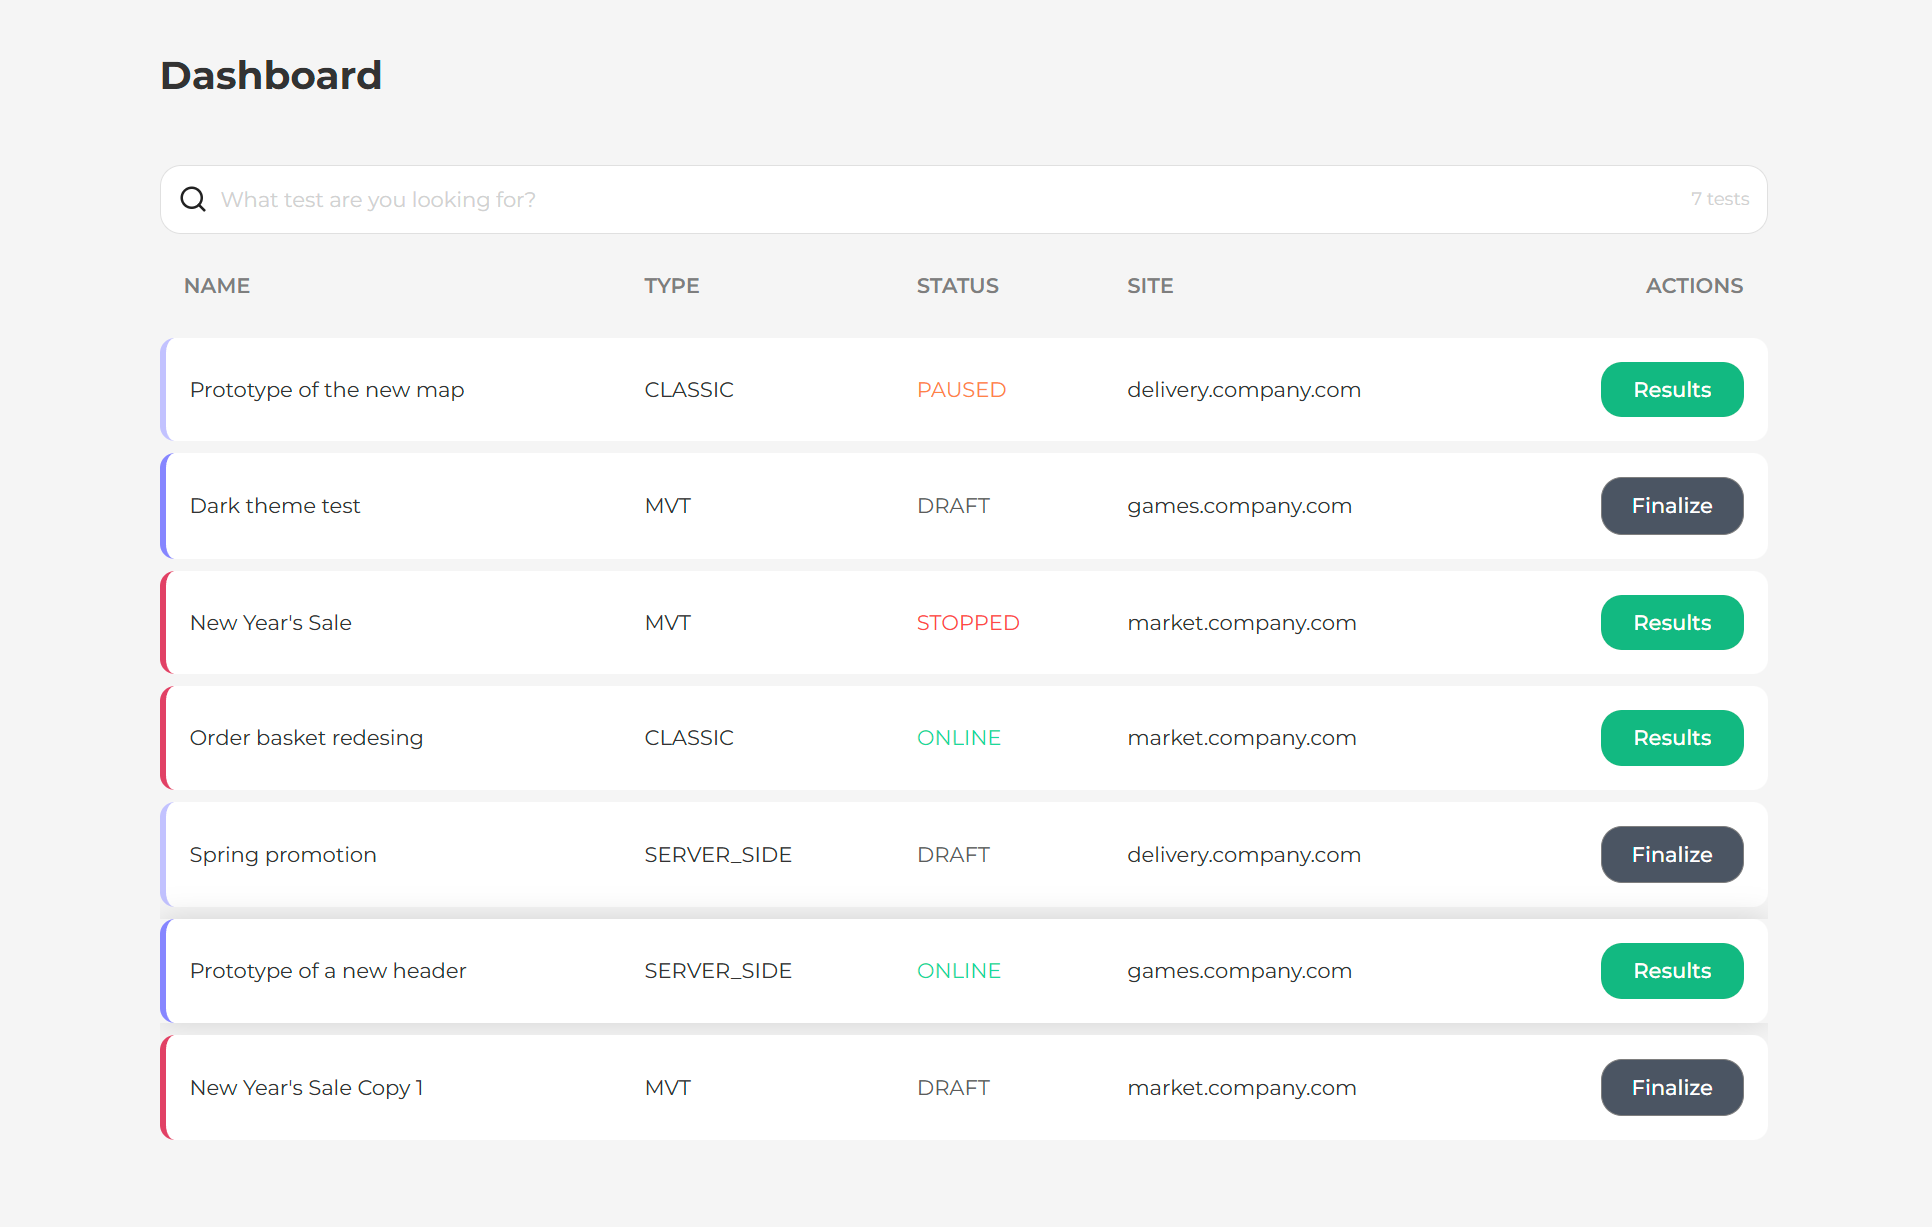 Dashboard
What test are you looking for? 7 tests
NAME TYPE STATUS SITE ACTIONS
Prototype of the new map CLASSIC PAUSED delivery.company.com Results
Dark theme test MVT DRAFT games.company.com Finalize
New Year's Sale MVT STOPPED market.company.com Results
Order basket redesing CLASSIC ONLINE market.company.com Results
Spring promotion SERVER_SIDE DRAFT delivery.company.com Finalize
Prototype of a new header SERVER_SIDE ONLINE games.company.com Results
New Year's Sale Copy 1 MVT DRAFT market.company.com Finalize